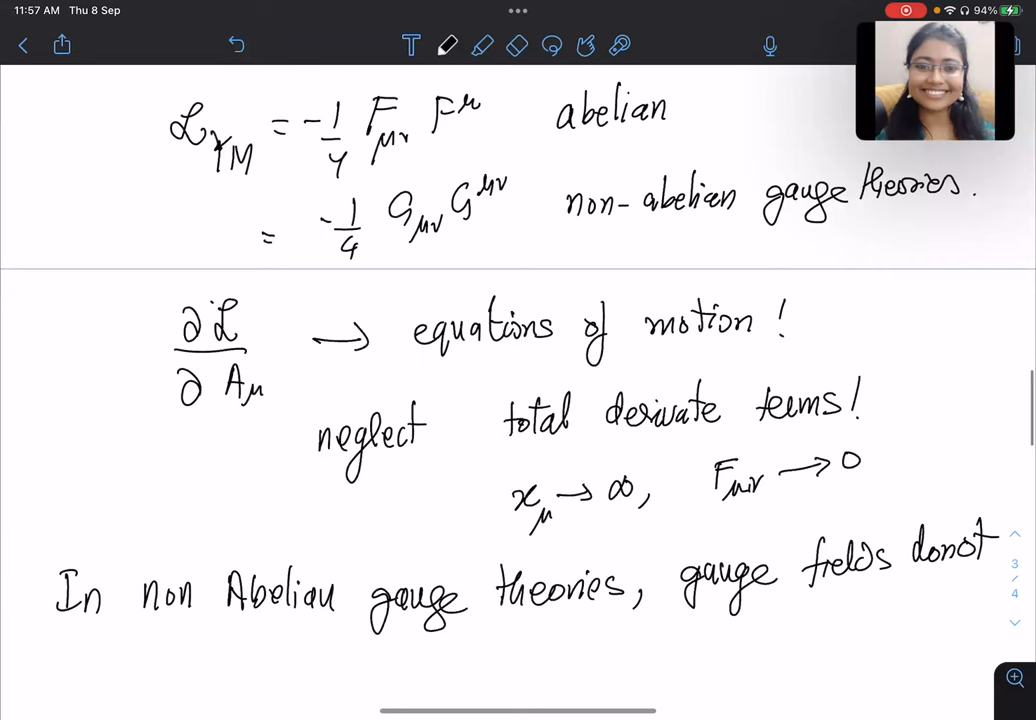 11:57 AM Thu 8 Sep
94%
ℒ_YM = -1/4 F_μν F^μ abelian
= -1/4 G_μν G^μν non-abelian gauge theories.
∂ℒ/∂A_μ → equations of motion!
neglect total derivate terms!
x_μ → ∞, F_μν → 0
In non Abelian gauge theories, gauge fields donot
3
/
4